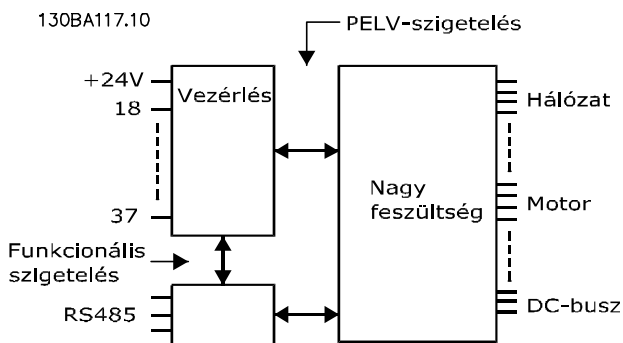 130BA117.10
PELV-szigetelés
+24V
18
37
Vezérlés
Nagy
feszültség
Hálózat
Motor
DC-busz
Funkcionális
szigetelés
RS485